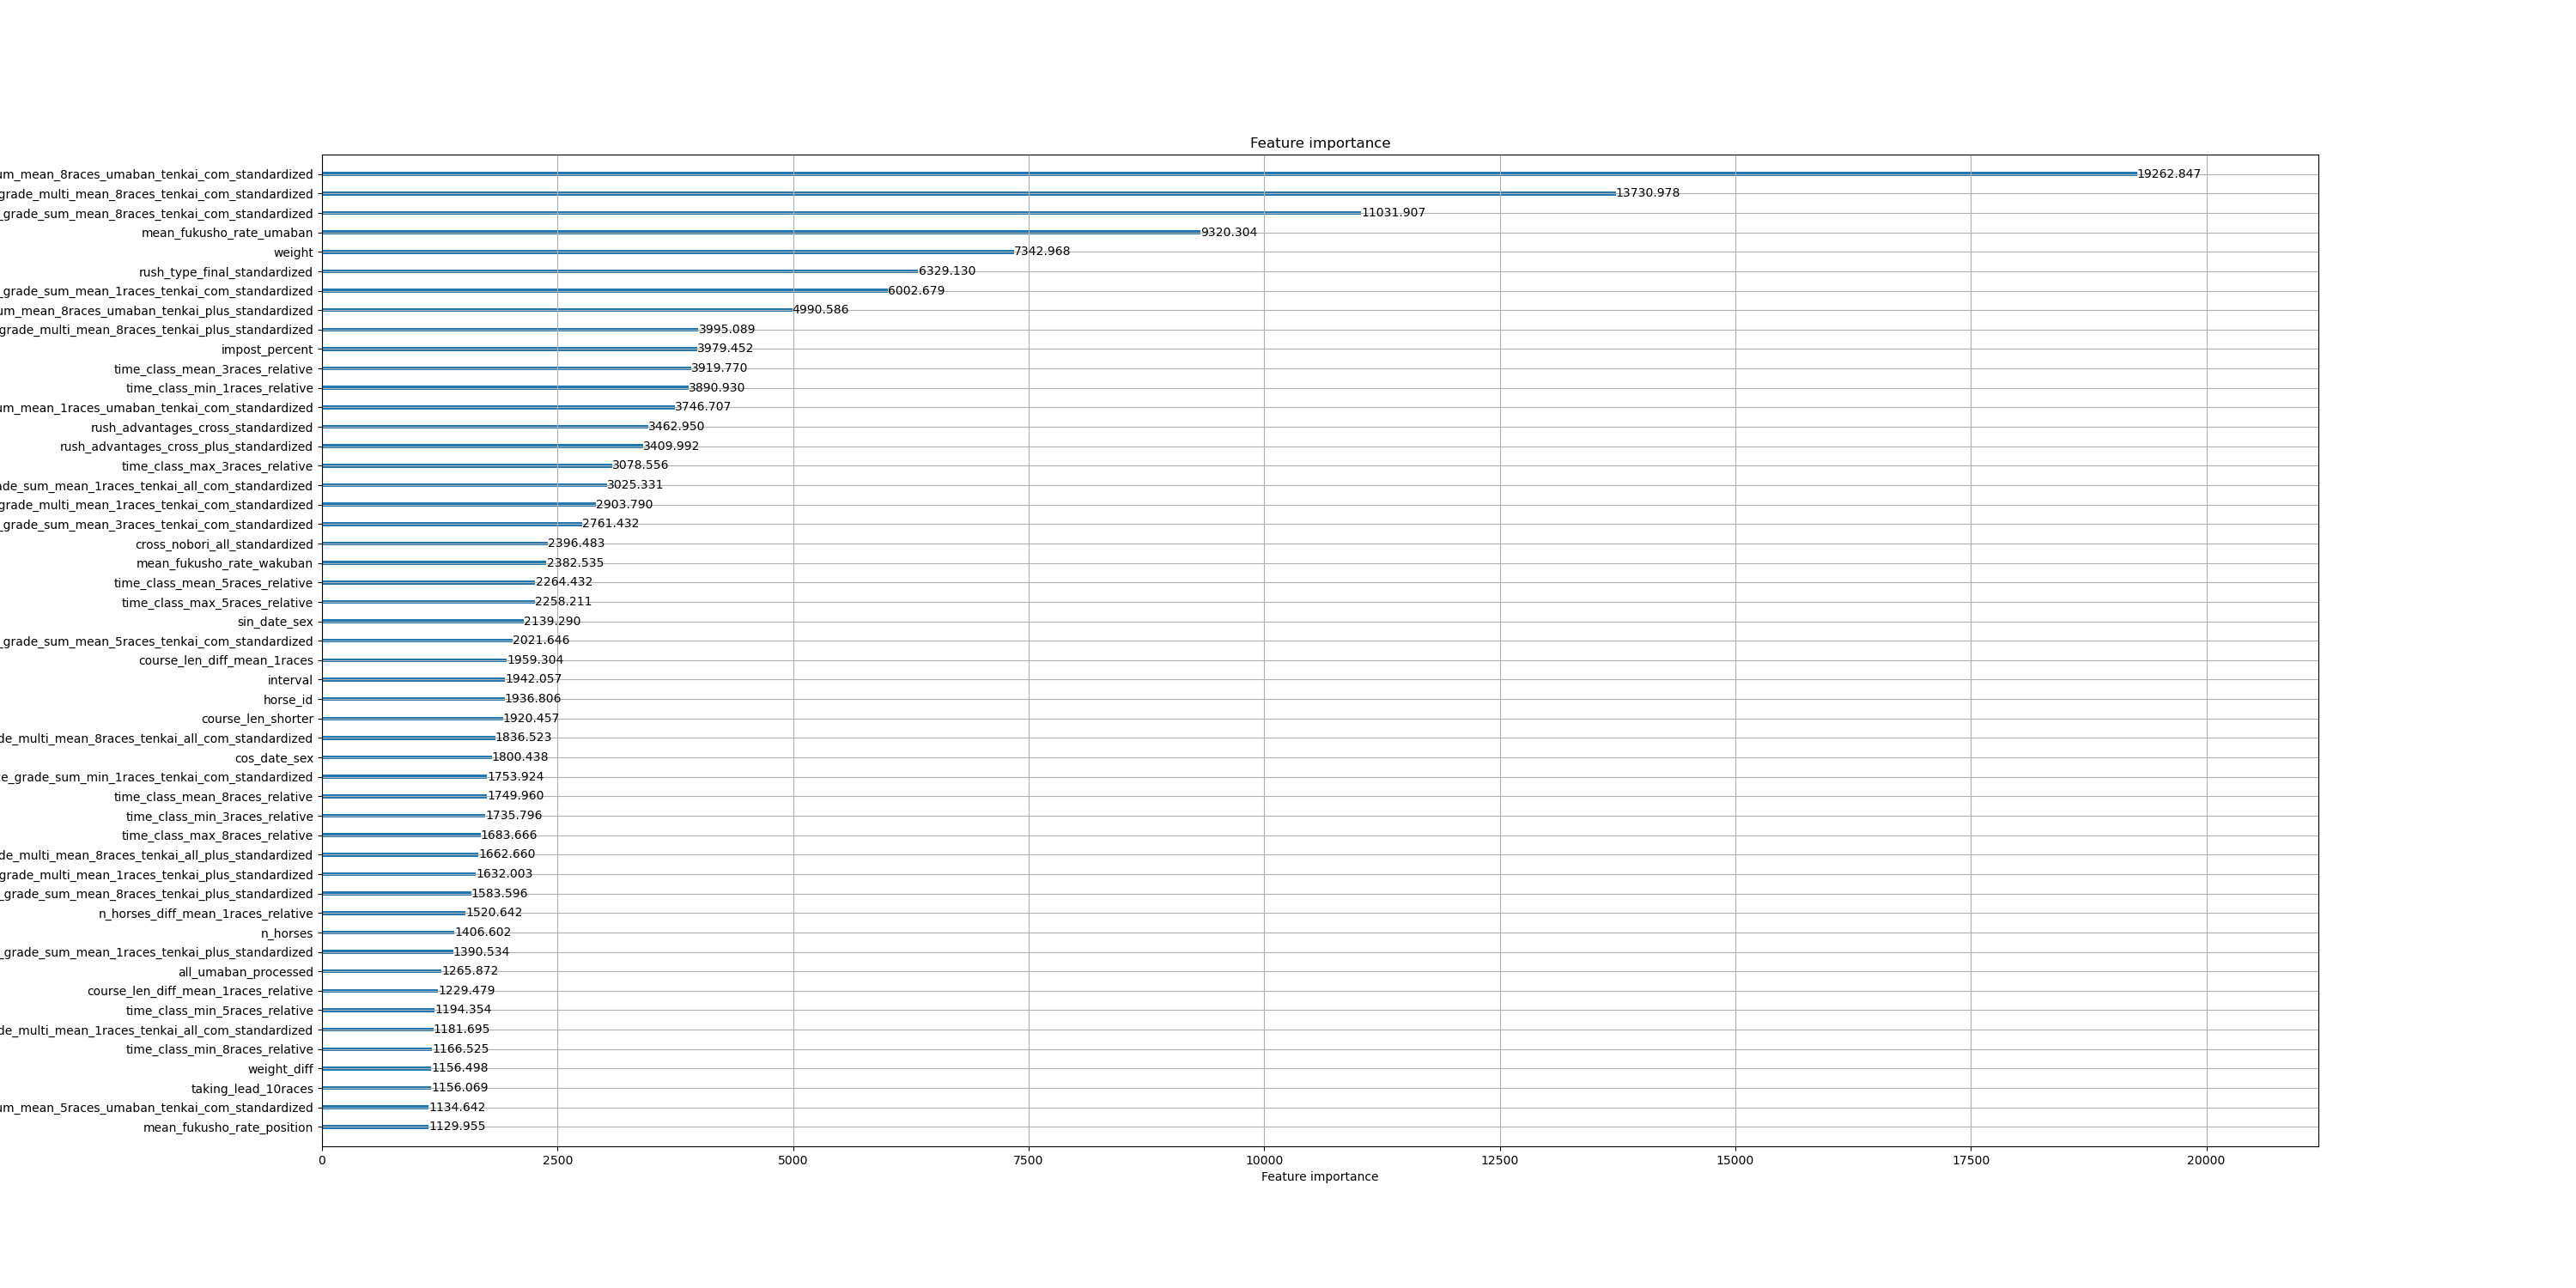 Feature importance
um_mean_8races_umaban_tenkai_com_standardized 19262.847
grade_multi_mean_8races_tenkai_com_standardized 13730.978
_grade_sum_mean_8races_tenkai_com_standardized 11031.907
mean_fukusho_rate_umaban 9320.304
weight 7342.968
rush_type_final_standardized 6329.130
_grade_sum_mean_1races_tenkai_com_standardized 6002.679
um_mean_8races_umaban_tenkai_plus_standardized 4990.586
grade_multi_mean_8races_tenkai_plus_standardized 3995.089
impost_percent 3979.452
time_class_mean_3races_relative 3919.770
time_class_min_1races_relative 3890.930
um_mean_1races_umaban_tenkai_com_standardized 3746.707
rush_advantages_cross_standardized 3462.950
rush_advantages_cross_plus_standardized 3409.992
time_class_max_3races_relative 3078.556
ade_sum_mean_1races_tenkai_all_com_standardized 3025.331
grade_multi_mean_1races_tenkai_com_standardized 2903.790
_grade_sum_mean_3races_tenkai_com_standardized 2761.432
cross_nobori_all_standardized 2396.483
mean_fukusho_rate_wakuban 2382.535
time_class_mean_5races_relative 2264.432
time_class_max_5races_relative 2258.211
sin_date_sex 2139.290
_grade_sum_mean_5races_tenkai_com_standardized 2021.646
course_len_diff_mean_1races 1959.304
interval 1942.057
horse_id 1936.806
course_len_shorter 1920.457
de_multi_mean_8races_tenkai_all_com_standardized 1836.523
cos_date_sex 1800.438
e_grade_sum_min_1races_tenkai_com_standardized 1753.924
time_class_mean_8races_relative 1749.960
time_class_min_3races_relative 1735.796
time_class_max_8races_relative 1683.666
de_multi_mean_8races_tenkai_all_plus_standardized 1662.660
grade_multi_mean_1races_tenkai_plus_standardized 1632.003
_grade_sum_mean_8races_tenkai_plus_standardized 1583.596
n_horses_diff_mean_1races_relative 1520.642
n_horses 1406.602
_grade_sum_mean_1races_tenkai_plus_standardized 1390.534
all_umaban_processed 1265.872
course_len_diff_mean_1races_relative 1229.479
time_class_min_5races_relative 1194.354
de_multi_mean_1races_tenkai_all_com_standardized 1181.695
time_class_min_8races_relative 1166.525
weight_diff 1156.498
taking_lead_10races 1156.069
um_mean_5races_umaban_tenkai_com_standardized 1134.642
mean_fukusho_rate_position 1129.955
0 2500 5000 7500 10000 12500 15000 17500 20000
Feature importance